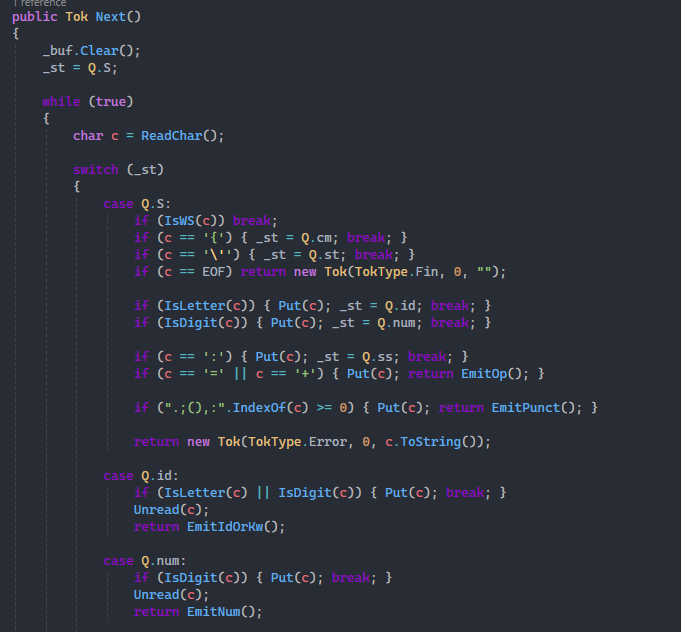 1 reference
public Tok Next()
{
_buf.Clear();
_st = Q.S;
while (true)
{
char c = ReadChar();
switch (_st)
{
case Q.S:
if (IsWS(c)) break;
if (c == '{') { _st = Q.cm; break; }
if (c == '\'') { _st = Q.st; break; }
if (c == EOF) return new Tok(TokType.Fin, 0, "");
if (IsLetter(c)) { Put(c); _st = Q.id; break; }
if (IsDigit(c)) { Put(c); _st = Q.num; break; }
if (c == ':') { Put(c); _st = Q.ss; break; }
if (c == '=' || c == '+') { Put(c); return EmitOp(); }
if (".;(),:".IndexOf(c) >= 0) { Put(c); return EmitPunct(); }
return new Tok(TokType.Error, 0, c.ToString());
case Q.id:
if (IsLetter(c) || IsDigit(c)) { Put(c); break; }
Unread(c);
return EmitIdOrKw();
case Q.num:
if (IsDigit(c)) { Put(c); break; }
Unread(c);
return EmitNum();